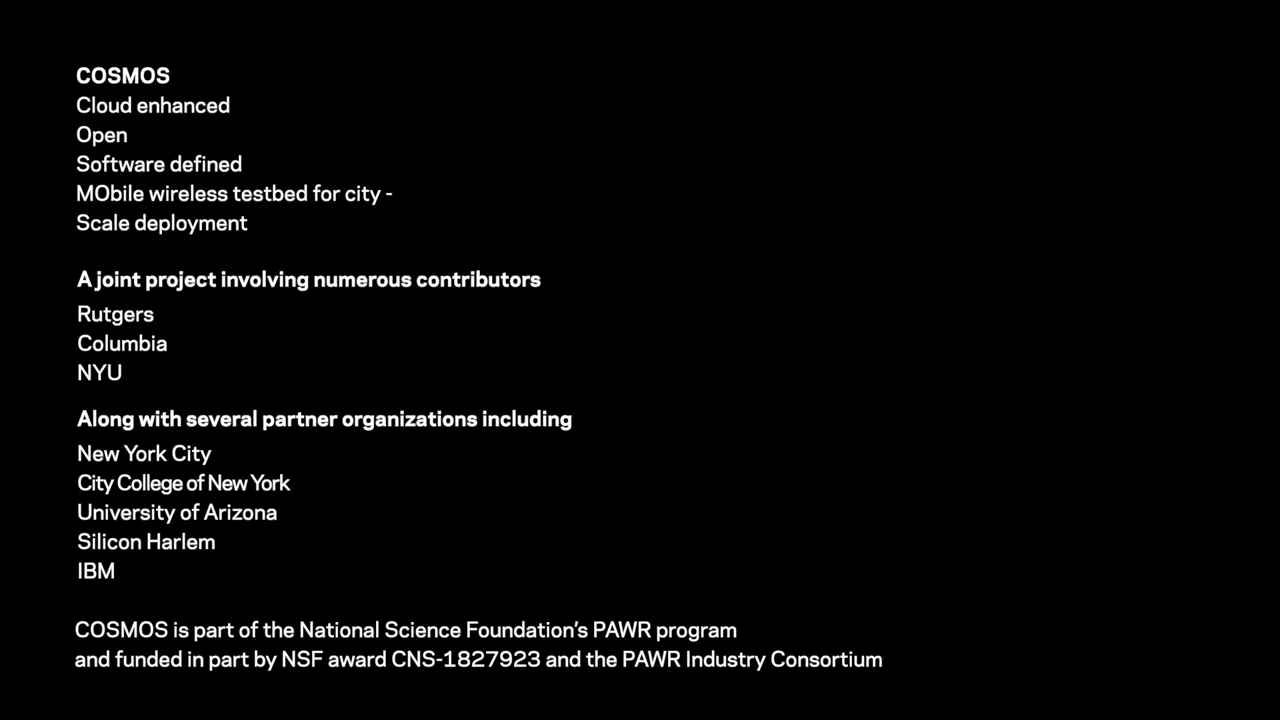 COSMOS
Cloud enhanced
Open
Software defined
MObile wireless testbed for city -
Scale deployment
A joint project involving numerous contributors
Rutgers
Columbia
NYU
Along with several partner organizations including
New York City
City College of New York
University of Arizona
Silicon Harlem
IBM
COSMOS is part of the National Science Foundation's PAWR program
and funded in part by NSF award CNS-1827923 and the PAWR Industry Consortium